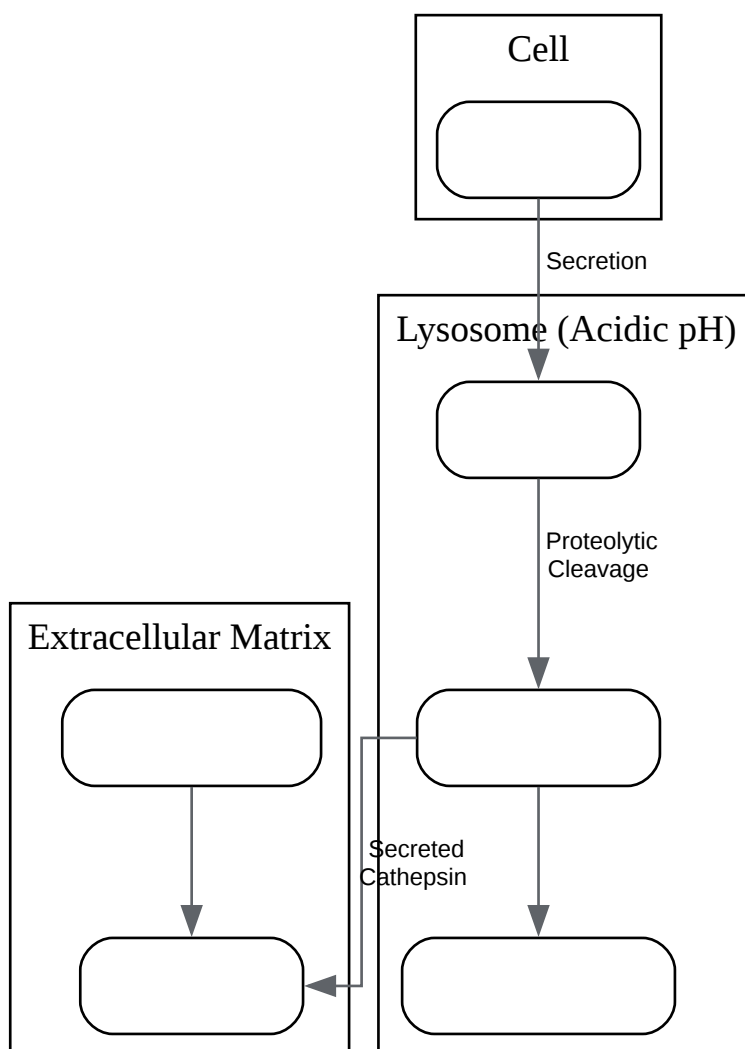 Cell
Secretion
Lysosome (Acidic pH)
Proteolytic
Cleavage
Extracellular Matrix
Secreted
Cathepsin